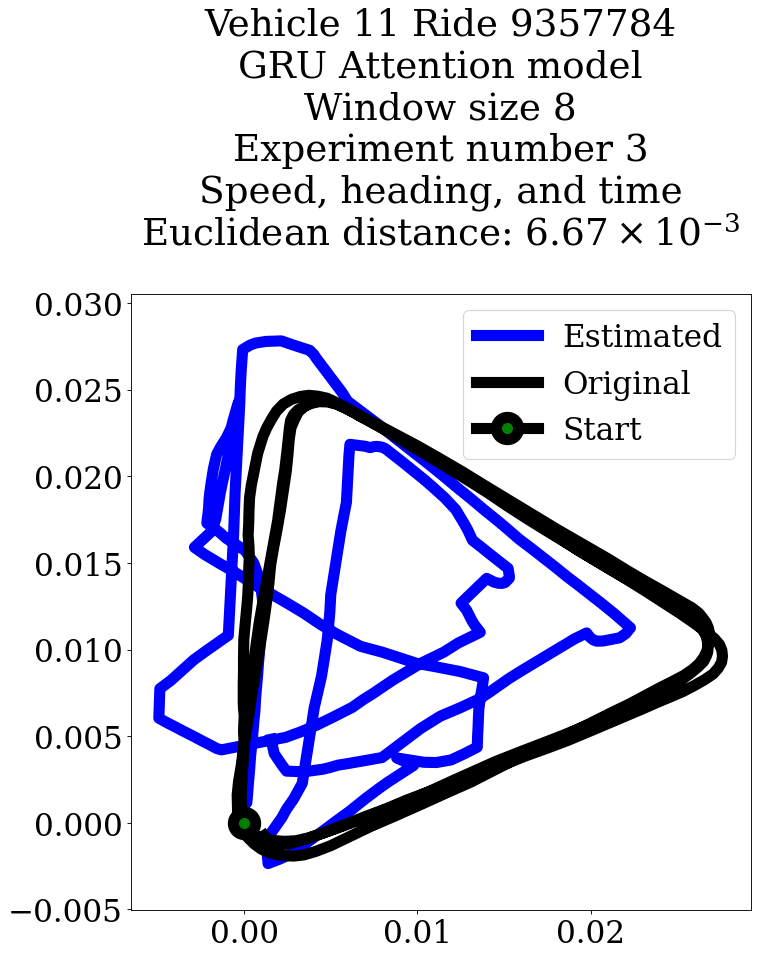 Vehicle 11 Ride 9357784
GRU Attention model
Window size 8
Experiment number 3
Speed, heading, and time
Euclidean distance: 6.67 × 10⁻³
0.030
0.025
0.020
0.015
0.010
0.005
0.000
−0.005
Estimated
Original
Start
0.00 0.01 0.02